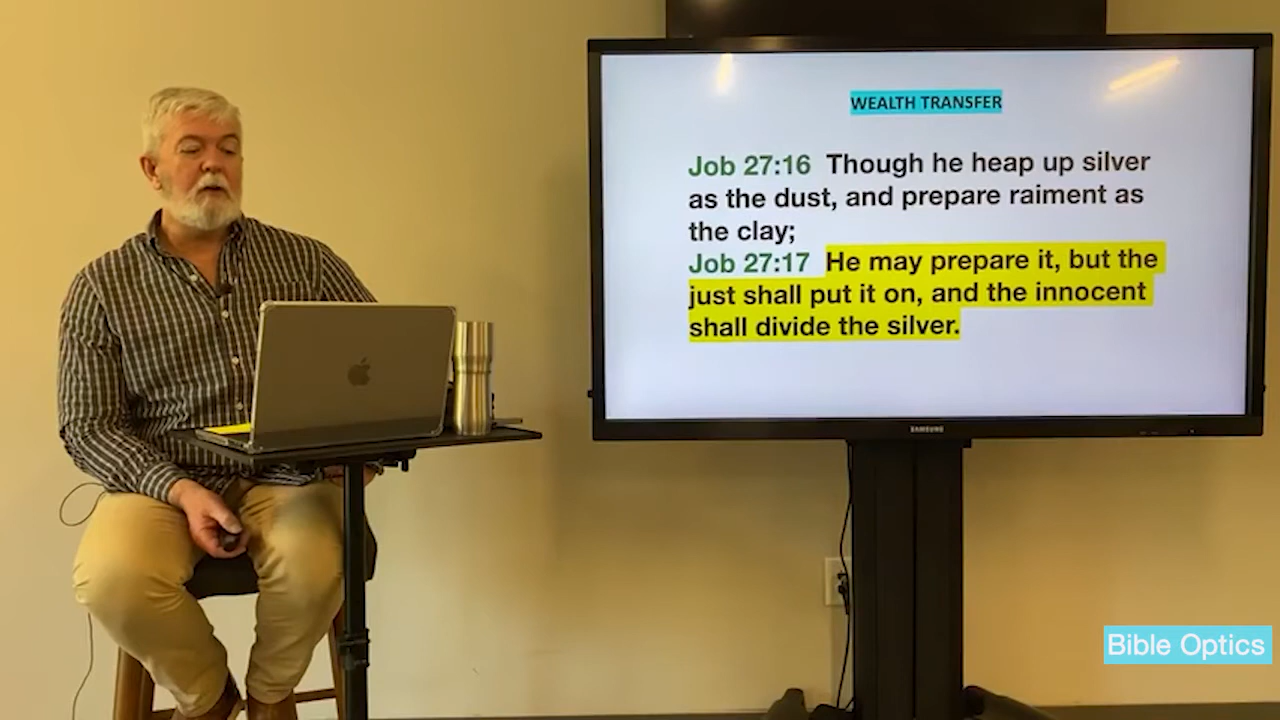 WEALTH TRANSFER
Job 27:16 Though he heap up silver
as the dust, and prepare raiment as
the clay;
Job 27:17 He may prepare it, but the
just shall put it on, and the innocent
shall divide the silver.
SAMSUNG
Bible Optics